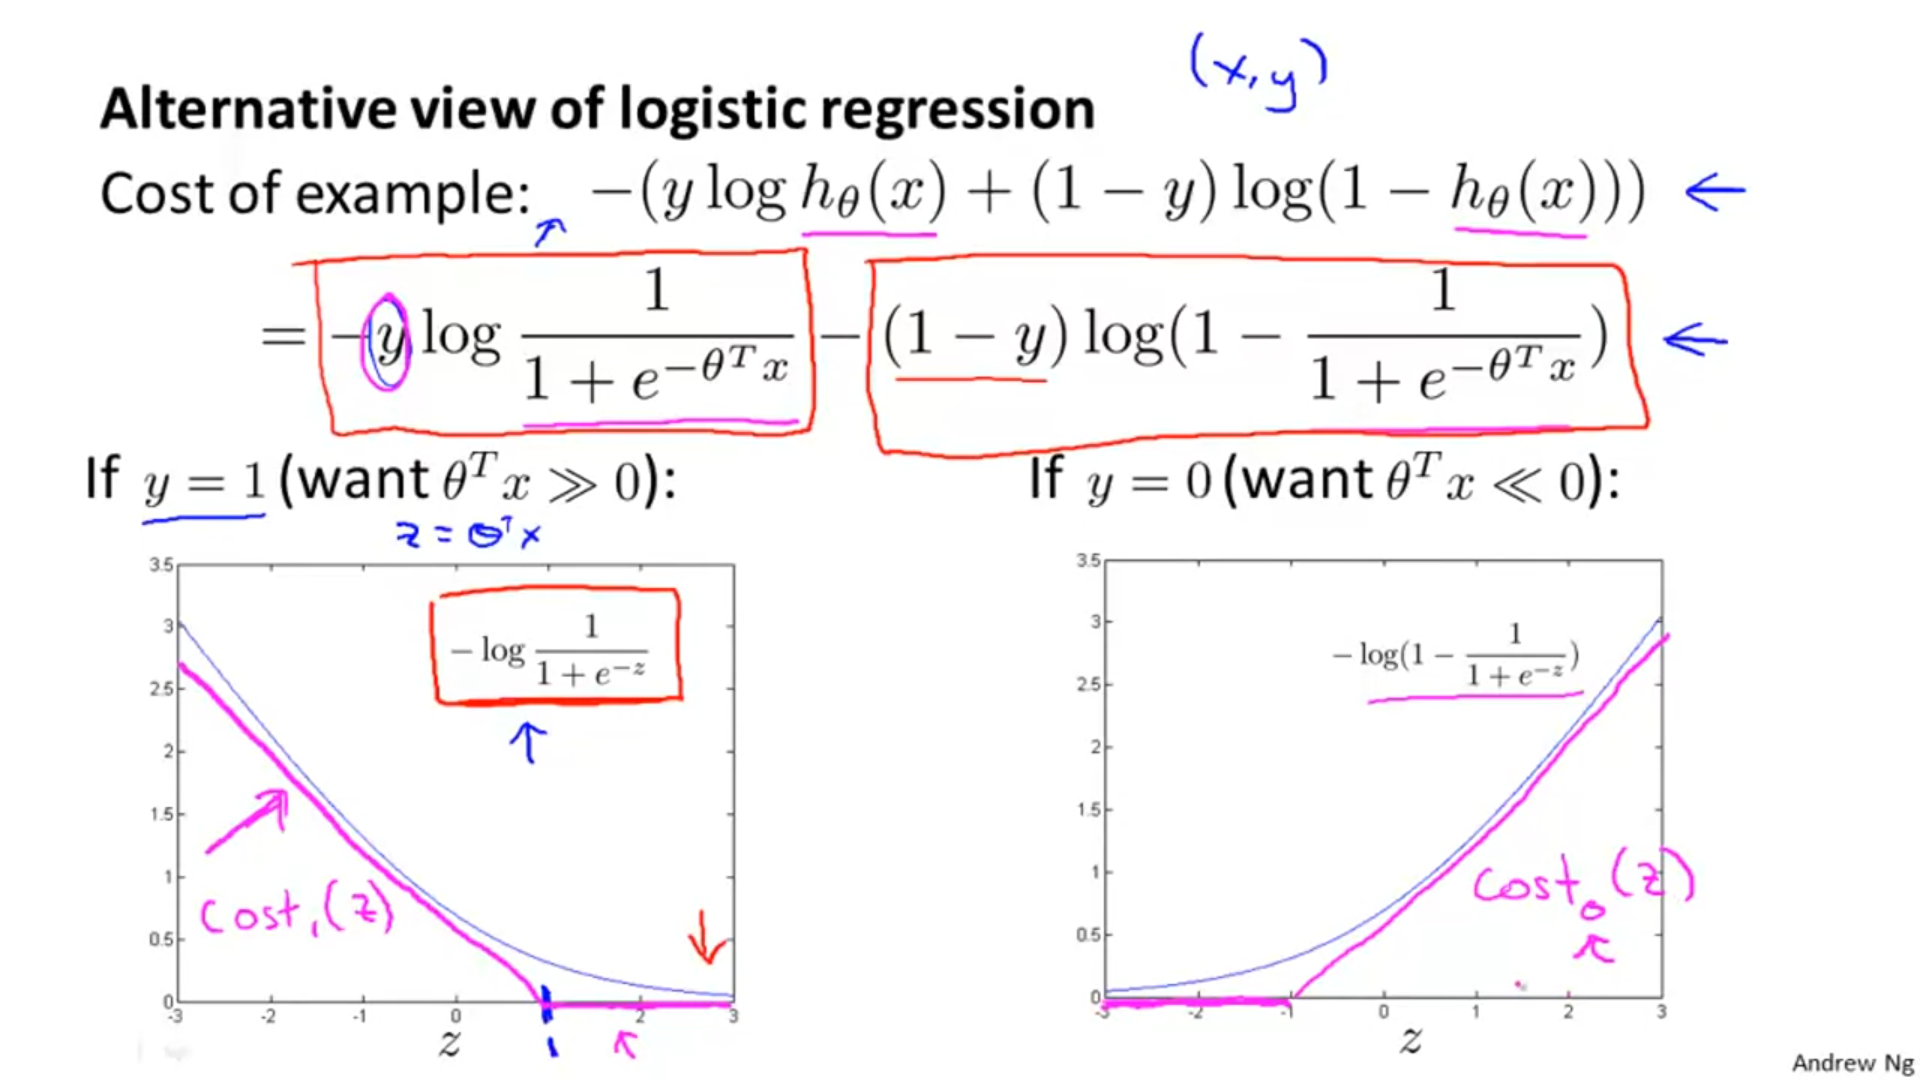 (x, y)
Alternative view of logistic regression
Cost of example: −(y log hθ(x) + (1 − y) log(1 − hθ(x))) ←
= −y log 1/(1 + e^{−θ^T x}) − (1 − y) log(1 − 1/(1 + e^{−θ^T x})) ←
If y = 1 (want θ^T x ≫ 0):
z = θ^T x
− log 1/(1 + e^{−z})
cost₁(z)
3.5
3
2.5
2
1.5
1
0.5
0
-3 -2 -1 0 1 2 3
z
If y = 0 (want θ^T x ≪ 0):
− log(1 − 1/(1 + e^{−z}))
cost₀(z)
3.5
3
2.5
2
1.5
1
0.5
0
-3 -2 -1 0 1 2 3
z
Andrew Ng